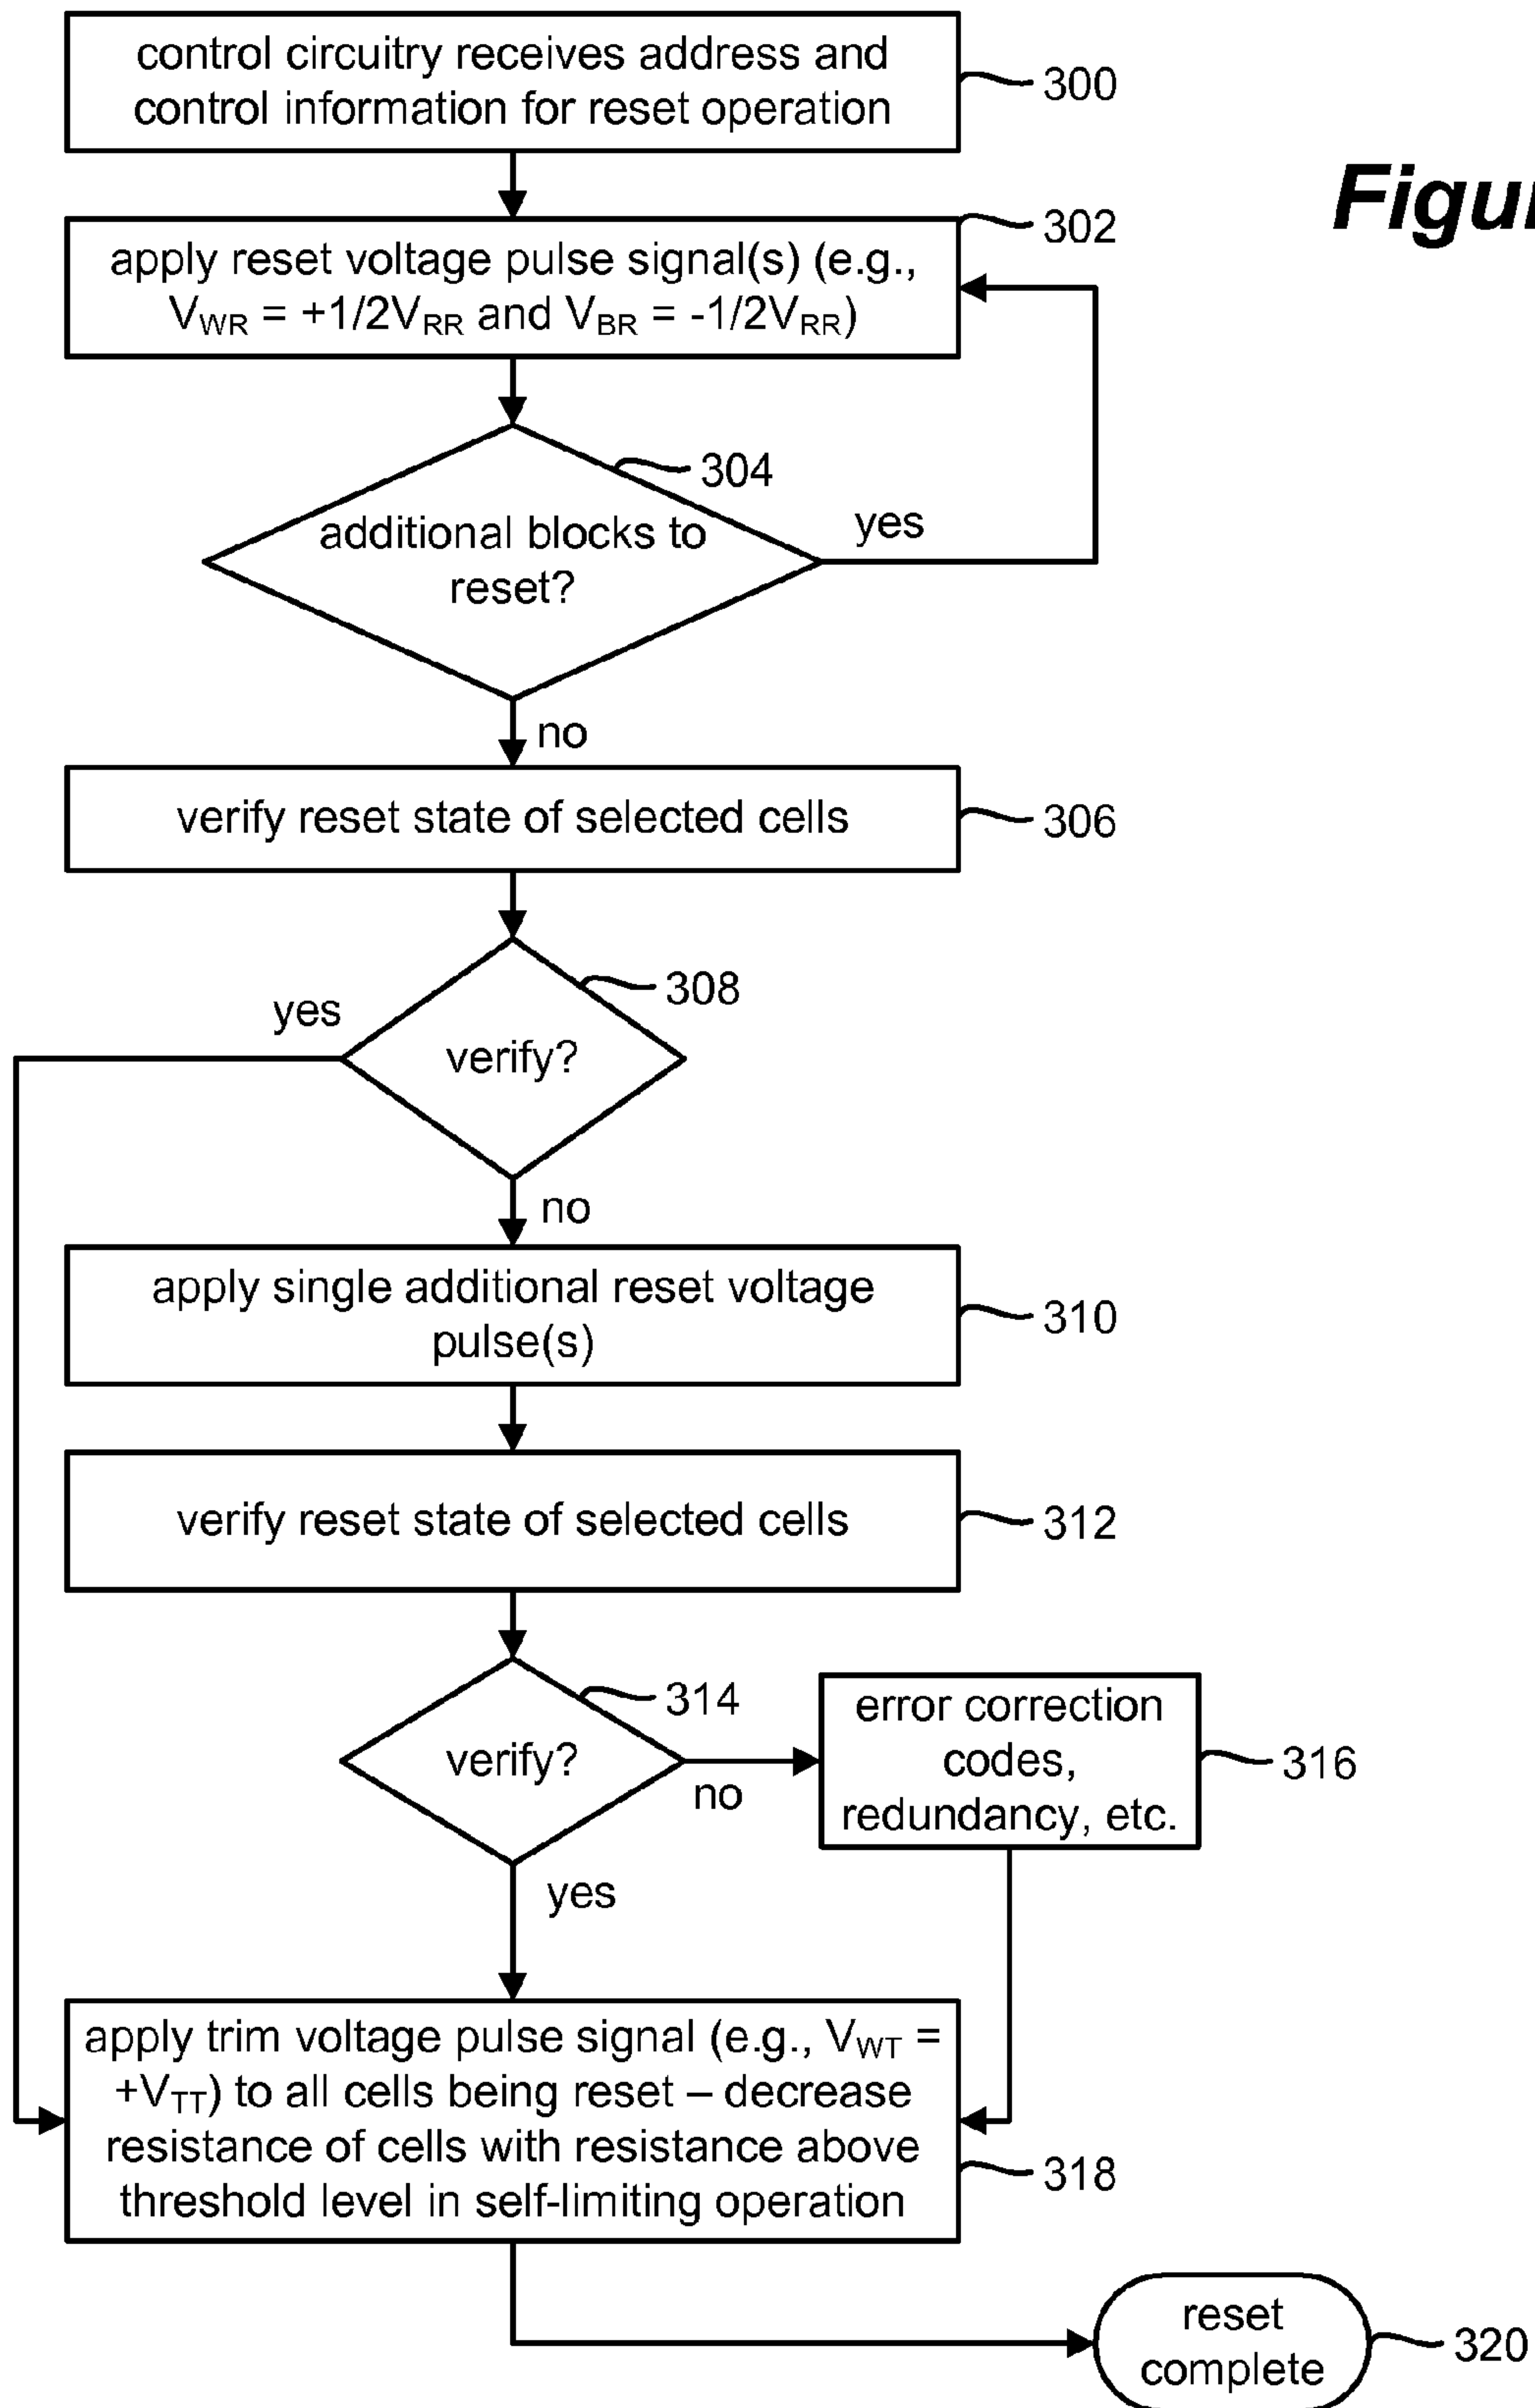 control circuitry receives address and
control information for reset operation
300
302
apply reset voltage pulse signal(s) (e.g.,
VWR = +1/2VRR and VBR = -1/2VRR)
304
additional blocks to
reset?
yes
no
verify reset state of selected cells
306
308
yes
verify?
no
apply single additional reset voltage
pulse(s)
310
verify reset state of selected cells
312
314
verify?
no
error correction
codes,
redundancy, etc.
316
yes
apply trim voltage pulse signal (e.g., VWT =
+VTT) to all cells being reset – decrease
resistance of cells with resistance above
threshold level in self-limiting operation
318
reset
complete
320